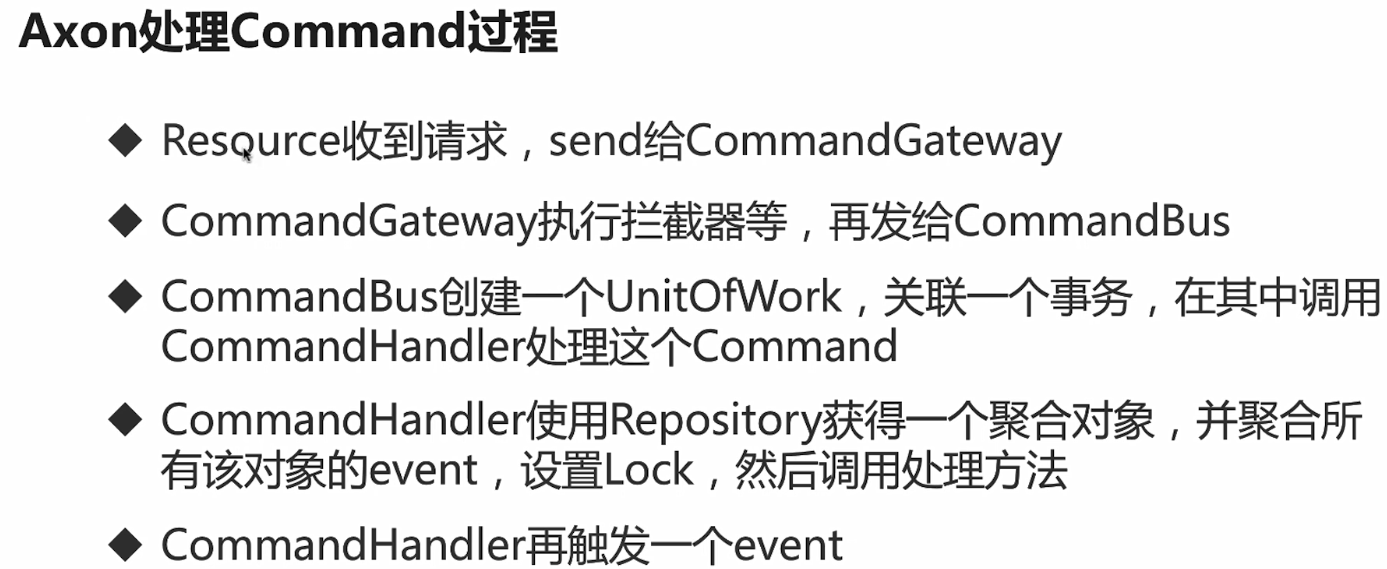 Axon处理Command过程
◆ Resource收到请求，send给CommandGateway
◆ CommandGateway执行拦截器等，再发给CommandBus
◆ CommandBus创建一个UnitOfWork，关联一个事务，在其中调用
CommandHandler处理这个Command
◆ CommandHandler使用Repository获得一个聚合对象，并聚合所
有该对象的event，设置Lock，然后调用处理方法
◆ CommandHandler再触发一个event